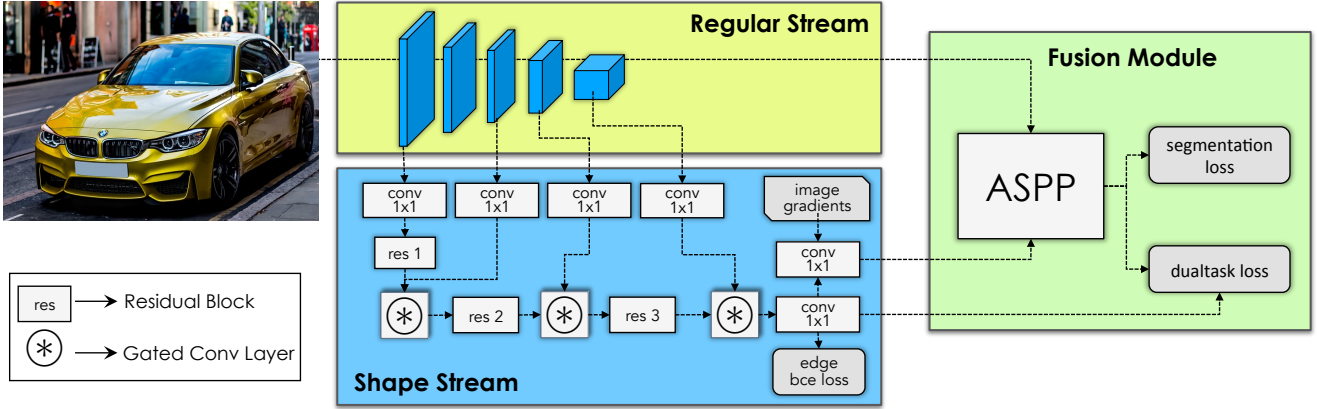 Regular Stream
Fusion Module
ASPP
segmentation
loss
dualtask loss
conv
1x1
conv
1x1
conv
1x1
conv
1x1
image
gradients
res 1
conv
1x1
res 2
res 3
conv
1x1
edge
bce loss
Shape Stream
res
Residual Block
Gated Conv Layer